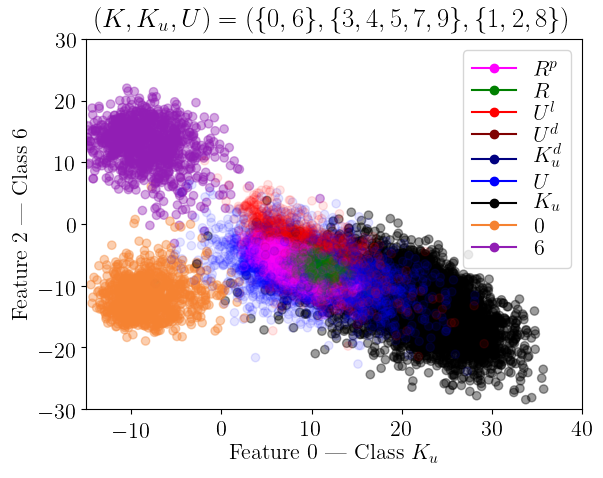 (K, K_u, U) = ({0, 6}, {3, 4, 5, 7, 9}, {1, 2, 8})
30
20
10
0
−10
−20
−30
Feature 2 — Class 6
R^p
R
U^l
U^d
K_u^d
U
K_u
0
6
−10
0
10
20
30
40
Feature 0 — Class K_u